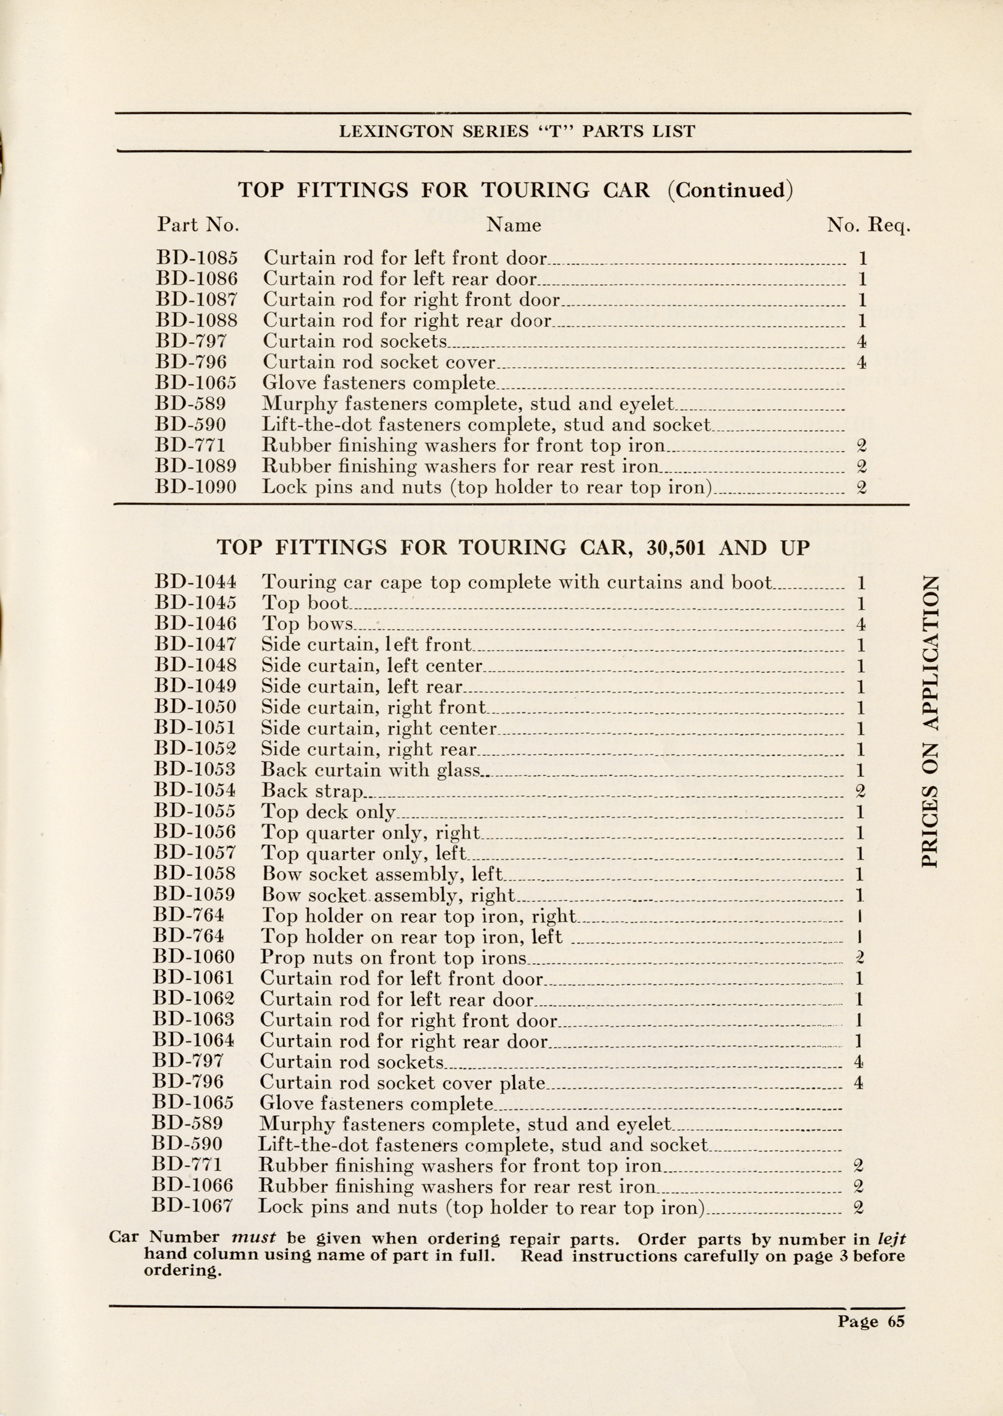 LEXINGTON SERIES "T" PARTS LIST
TOP FITTINGS FOR TOURING CAR (Continued)
Part No. Name No. Req.
BD-1085 Curtain rod for left front door 1
BD-1086 Curtain rod for left rear door 1
BD-1087 Curtain rod for right front door 1
BD-1088 Curtain rod for right rear door 1
BD-797 Curtain rod sockets 4
BD-796 Curtain rod socket cover 4
BD-1065 Glove fasteners complete
BD-589 Murphy fasteners complete, stud and eyelet
BD-590 Lift-the-dot fasteners complete, stud and socket
BD-771 Rubber finishing washers for front top iron 2
BD-1089 Rubber finishing washers for rear rest iron 2
BD-1090 Lock pins and nuts (top holder to rear top iron) 2
TOP FITTINGS FOR TOURING CAR, 30,501 AND UP
BD-1044 Touring car cape top complete with curtains and boot 1
BD-1045 Top boot 1
BD-1046 Top bows 4
BD-1047 Side curtain, left front 1
BD-1048 Side curtain, left center 1
BD-1049 Side curtain, left rear 1
BD-1050 Side curtain, right front 1
BD-1051 Side curtain, right center 1
BD-1052 Side curtain, right rear 1
BD-1053 Back curtain with glass 1
BD-1054 Back strap 2
BD-1055 Top deck only 1
BD-1056 Top quarter only, right 1
BD-1057 Top quarter only, left 1
BD-1058 Bow socket assembly, left 1
BD-1059 Bow socket assembly, right 1
BD-764 Top holder on rear top iron, right 1
BD-764 Top holder on rear top iron, left 1
BD-1060 Prop nuts on front top irons 2
BD-1061 Curtain rod for left front door 1
BD-1062 Curtain rod for left rear door 1
BD-1063 Curtain rod for right front door 1
BD-1064 Curtain rod for right rear door 1
BD-797 Curtain rod sockets 4
BD-796 Curtain rod socket cover plate 4
BD-1065 Glove fasteners complete
BD-589 Murphy fasteners complete, stud and eyelet
BD-590 Lift-the-dot fasteners complete, stud and socket
BD-771 Rubber finishing washers for front top iron 2
BD-1066 Rubber finishing washers for rear rest iron 2
BD-1067 Lock pins and nuts (top holder to rear top iron) 2
Car Number must be given when ordering repair parts. Order parts by number in lejt
hand column using name of part in full. Read instructions carefully on page 3 before
ordering.
Page 65
PRICES ON APPLICATION